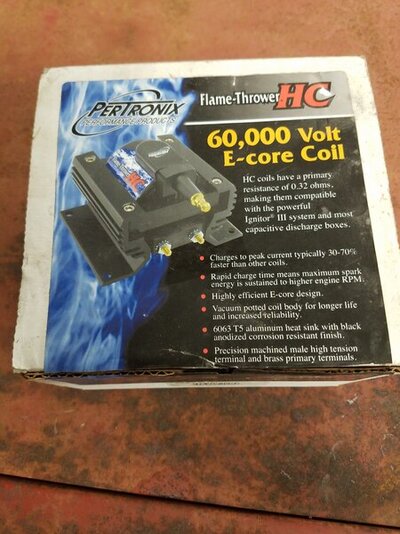 PERTRONIX
PERFORMANCE PRODUCTS
Flame-Thrower HC
60,000 Volt
E-core Coil
HC coils have a primary
resistance of 0.32 ohms,
making them compatible
with the powerful
Ignitor® III system and most
capacitive discharge boxes.
• Charges to peak current typically 30-70%
faster than other coils.
• Rapid charge time means maximum spark
energy is sustained to higher engine RPM.
• Highly efficient E-core design.
• Vacuum potted coil body for longer life
and increased reliability.
• 6063 T5 aluminum heat sink with black
anodized corrosion resistant finish.
• Precision machined male high tension
terminal and brass primary terminals.
HC